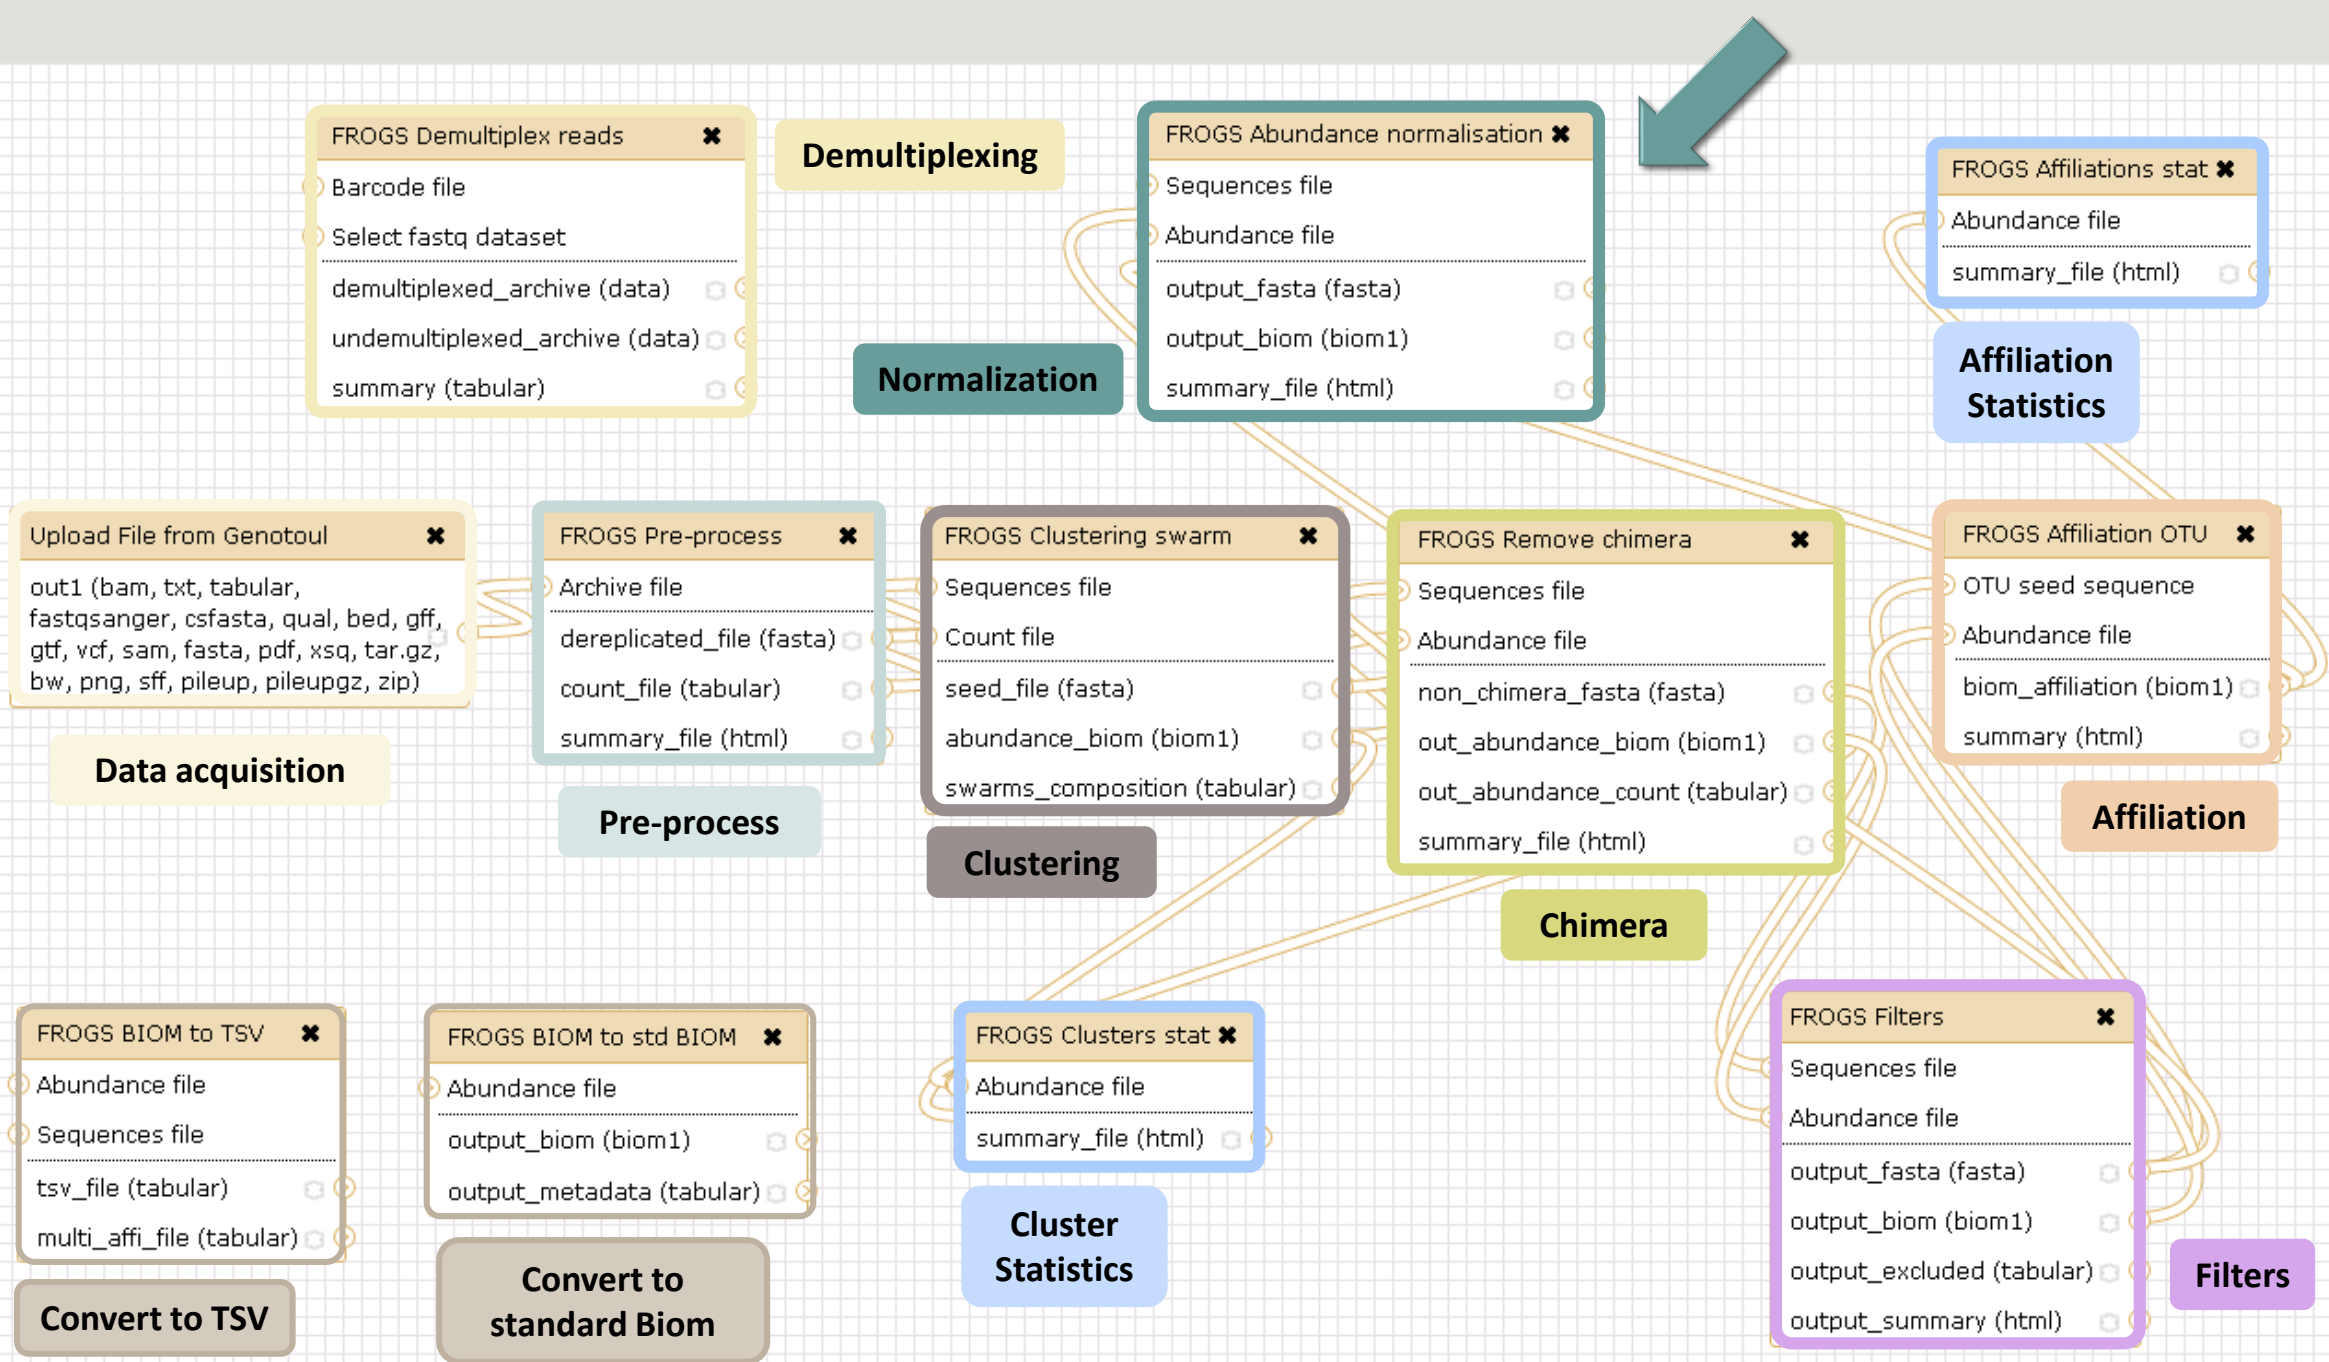 FROGS Demultiplex reads
Barcode file
Select fastq dataset
demultiplexed_archive (data)
undemultiplexed_archive (data)
summary (tabular)
Demultiplexing
FROGS Abundance normalisation
Sequences file
Abundance file
output_fasta (fasta)
output_biom (biom1)
summary_file (html)
Normalization
FROGS Affiliations stat
Abundance file
summary_file (html)
Affiliation
Statistics
Upload File from Genotoul
out1 (bam, txt, tabular,
fastqsanger, csfasta, qual, bed, gff,
gtf, vcf, sam, fasta, pdf, xsq, tar.gz,
bw, png, sff, pileup, pileupgz, zip)
Data acquisition
FROGS Pre-process
Archive file
dereplicated_file (fasta)
count_file (tabular)
summary_file (html)
Pre-process
FROGS Clustering swarm
Sequences file
Count file
seed_file (fasta)
abundance_biom (biom1)
swarms_composition (tabular)
Clustering
FROGS Remove chimera
Sequences file
Abundance file
non_chimera_fasta (fasta)
out_abundance_biom (biom1)
out_abundance_count (tabular)
summary_file (html)
Chimera
FROGS Affiliation OTU
OTU seed sequence
Abundance file
biom_affiliation (biom1)
summary (html)
Affiliation
FROGS BIOM to TSV
Abundance file
Sequences file
tsv_file (tabular)
multi_affi_file (tabular)
Convert to TSV
FROGS BIOM to std BIOM
Abundance file
output_biom (biom1)
output_metadata (tabular)
Convert to
standard Biom
FROGS Clusters stat
Abundance file
summary_file (html)
Cluster
Statistics
FROGS Filters
Sequences file
Abundance file
output_fasta (fasta)
output_biom (biom1)
output_excluded (tabular)
output_summary (html)
Filters